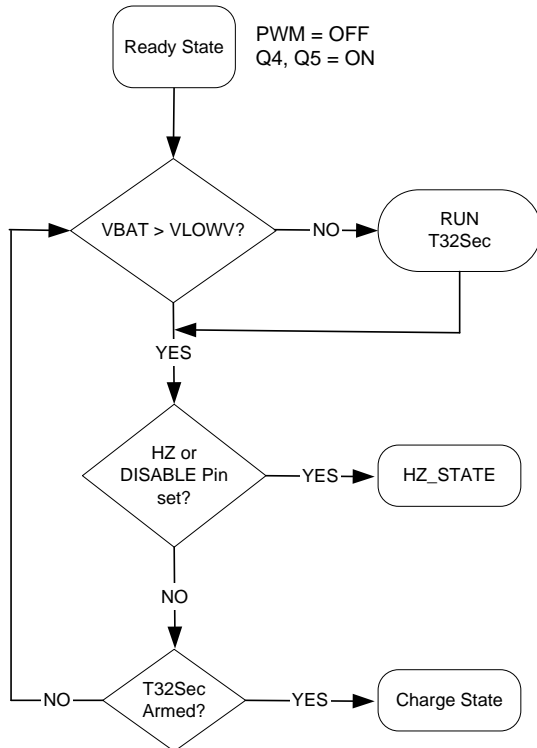 Ready State
PWM = OFF
Q4, Q5 = ON
VBAT > VLOWV?
NO
RUN
T32Sec
YES
HZ or
DISABLE Pin
set?
YES
HZ_STATE
NO
T32Sec
Armed?
NO
YES
Charge State